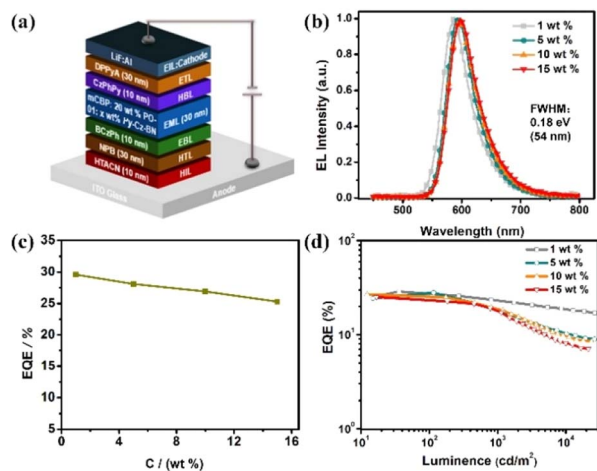 (a)
LiF:Al
EIL:Cathode
DPPyA (30 nm)
ETL
CzPhPy (10 nm)
HBL
mCBP: 20 wt % PO-
01: x wt% Py-Cz-BN
EML (30 nm)
BCzPh (10 nm)
EBL
NPB (30 nm)
HTL
HTACN (10 nm)
HIL
ITO Glass
Anode
(b)
EL Intensity (a.u.)
1.0
0.8
0.6
0.4
0.2
0.0
1 wt %
5 wt %
10 wt %
15 wt %
FWHM:
0.18 eV
(54 nm)
500
600
700
800
Wavelength (nm)
(c)
EQE / %
35
30
25
20
15
10
5
0
4
8
12
16
C / (wt %)
(d)
EQE (%)
10²
10¹
10⁰
1 wt %
5 wt %
10 wt %
15 wt %
10¹
10²
10³
10⁴
Luminence (cd/m²)